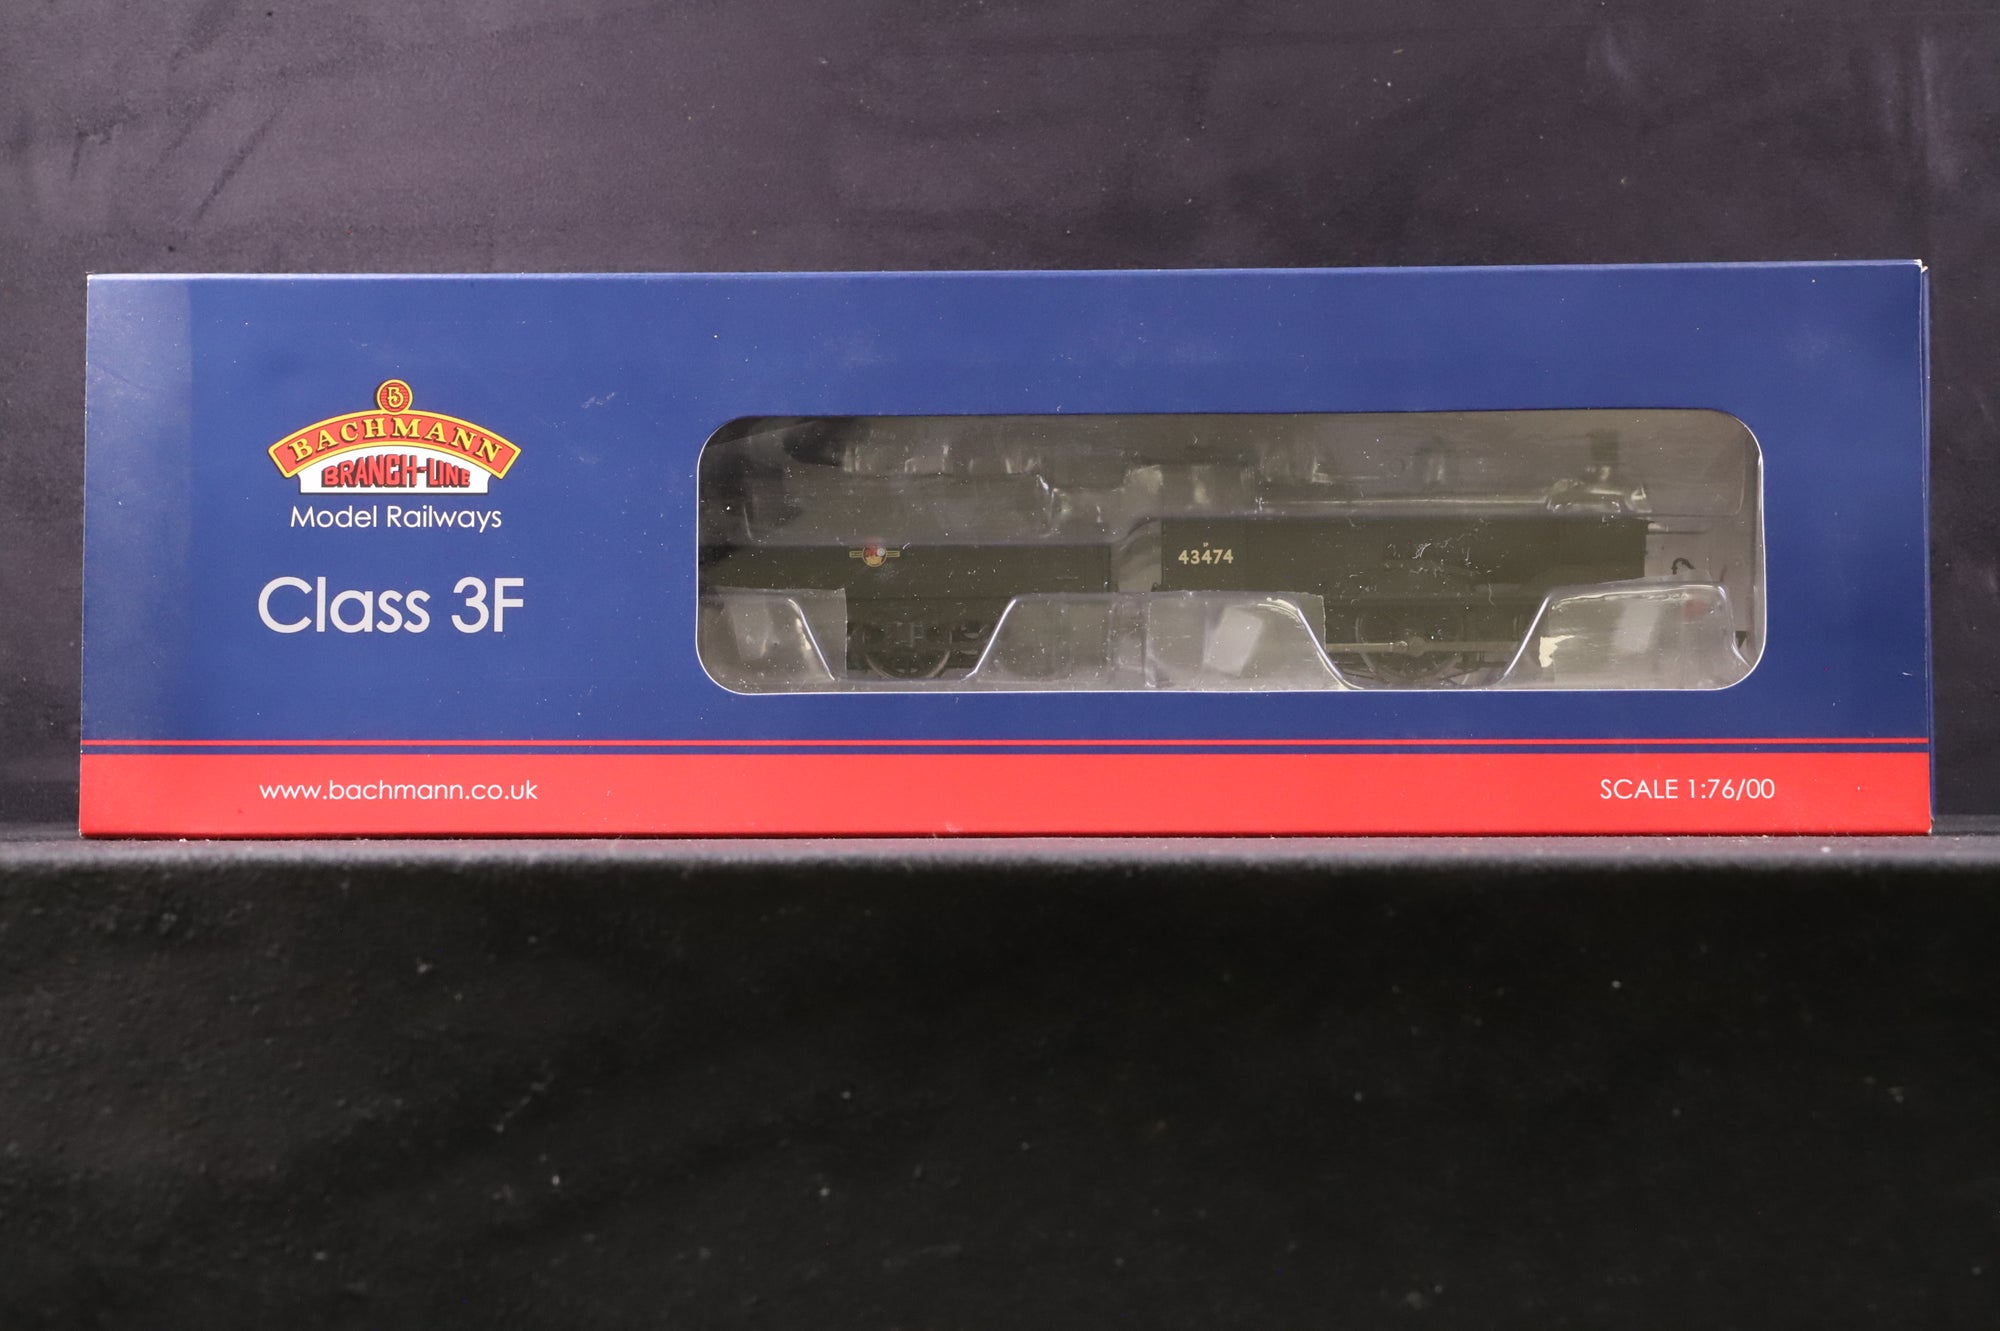 B
BACHMANN
BRANCH-LINE
Model Railways
Class 3F
P
43474
www.bachmann.co.uk
SCALE 1:76/00